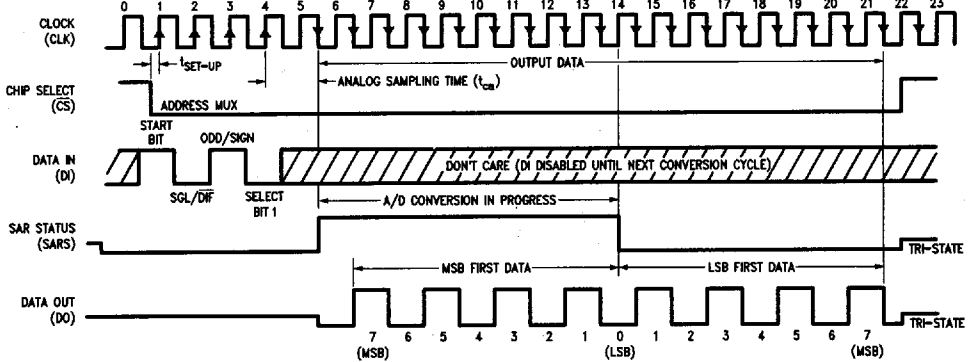 0 1 2 3 4 5 6 7 8 9 10 11 12 13 14 15 16 17 18 19 20 21 22 23
CLOCK
(CLK)
tSET-UP
OUTPUT DATA
ANALOG SAMPLING TIME (tca)
CHIP SELECT
(CS)
ADDRESS MUX
START
BIT
ODD/SIGN
DATA IN
(DI)
DON'T CARE (DI DISABLED UNTIL NEXT CONVERSION CYCLE)
SGL/DIF
SELECT
BIT 1
A/D CONVERSION IN PROGRESS
SAR STATUS
(SARS)
TRI-STATE
MSB FIRST DATA
LSB FIRST DATA
DATA OUT
(DO)
TRI-STATE
7 6 5 4 3 2 1 0 1 2 3 4 5 6 7
(MSB) (LSB) (MSB)